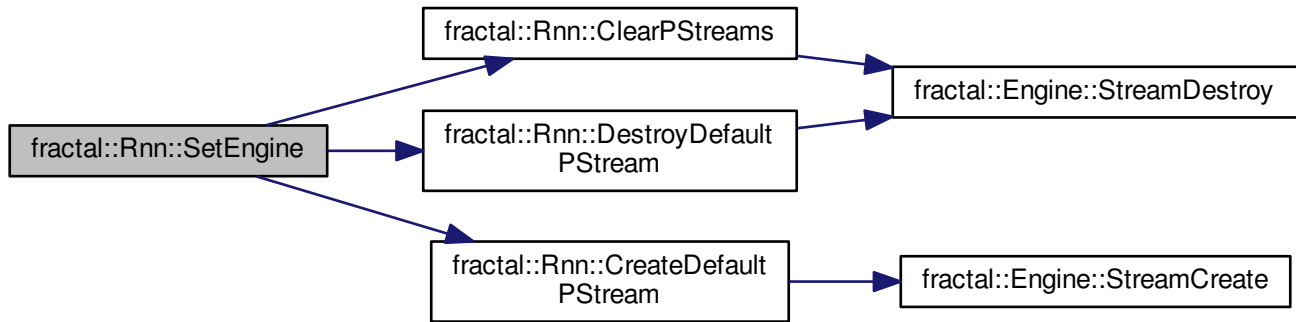 fractal::Rnn::SetEngine
fractal::Rnn::ClearPStreams
fractal::Rnn::DestroyDefault
PStream
fractal::Rnn::CreateDefault
PStream
fractal::Engine::StreamDestroy
fractal::Engine::StreamCreate